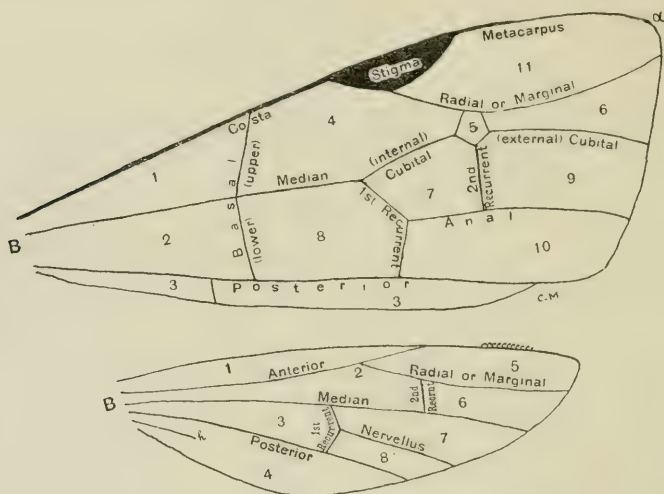 α
Metacarpus
Stigma
11
Radial or Marginal
Costa
4
5
6
(internal)
Cubital
(external) Cubital
1
Basal
(upper)
(lower)
Median
7
2nd
Recurrent
9
1st Recurrent
B
2
8
Anal
10
3
Posterior
3
C.M
1
Anterior
2
5
Radial or Marginal
B
Median
2nd
Recrnt
6
3
1st
Recurrent
Nervellus
7
h
Posterior
8
4